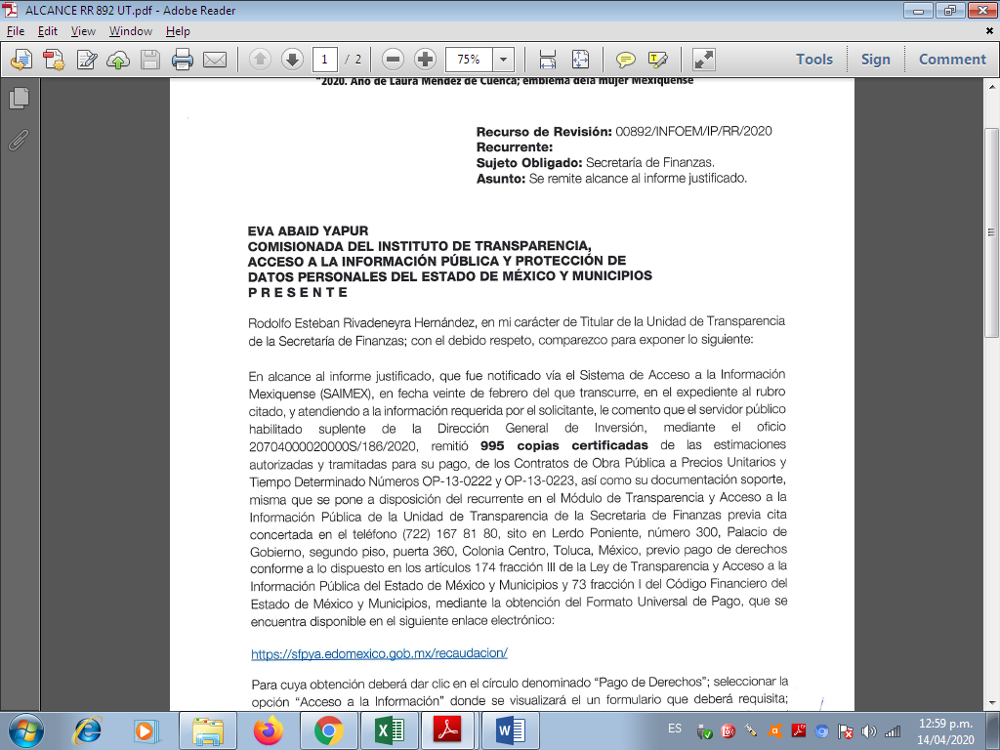 ALCANCE RR 892 UT.pdf - Adobe Reader
File Edit View Window Help
1 / 2 75% Tools Sign Comment
"2020. Año de Laura Méndez de Cuenca; emblema dela mujer Mexiquense
Recurso de Revisión: 00892/INFOEM/IP/RR/2020
Recurrente:
Sujeto Obligado: Secretaría de Finanzas.
Asunto: Se remite alcance al informe justificado.
EVA ABAID YAPUR
COMISIONADA DEL INSTITUTO DE TRANSPARENCIA,
ACCESO A LA INFORMACIÓN PÚBLICA Y PROTECCIÓN DE
DATOS PERSONALES DEL ESTADO DE MÉXICO Y MUNICIPIOS
P R E S E N T E
Rodolfo Esteban Rivadeneyra Hernández, en mi carácter de Titular de la Unidad de Transparencia
de la Secretaría de Finanzas; con el debido respeto, comparezco para exponer lo siguiente:
En alcance al informe justificado, que fue notificado vía el Sistema de Acceso a la Información
Mexiquense (SAIMEX), en fecha veinte de febrero del que transcurre, en el expediente al rubro
citado, y atendiendo a la información requerida por el solicitante, le comento que el servidor público
habilitado suplente de la Dirección General de Inversión, mediante el oficio
20704000020000S/186/2020, remitió 995 copias certificadas de las estimaciones
autorizadas y tramitadas para su pago, de los Contratos de Obra Pública a Precios Unitarios y
Tiempo Determinado Números OP-13-0222 y OP-13-0223, así como su documentación soporte,
misma que se pone a disposición del recurrente en el Módulo de Transparencia y Acceso a la
Información Pública de la Unidad de Transparencia de la Secretaria de Finanzas previa cita
concertada en el teléfono (722) 167 81 80, sito en Lerdo Poniente, número 300, Palacio de
Gobierno, segundo piso, puerta 360, Colonia Centro, Toluca, México, previo pago de derechos
conforme a lo dispuesto en los artículos 174 fracción III de la Ley de Transparencia y Acceso a la
Información Pública del Estado de México y Municipios y 73 fracción I del Código Financiero del
Estado de México y Municipios, mediante la obtención del Formato Universal de Pago, que se
encuentra disponible en el siguiente enlace electrónico:
https://sfpya.edomexico.gob.mx/recaudacion/
Para cuya obtención deberá dar clic en el círculo denominado "Pago de Derechos"; seleccionar la
opción "Acceso a la Información" donde se visualizará el un formulario que deberá requisita;
ES 12:59 p.m.
14/04/2020